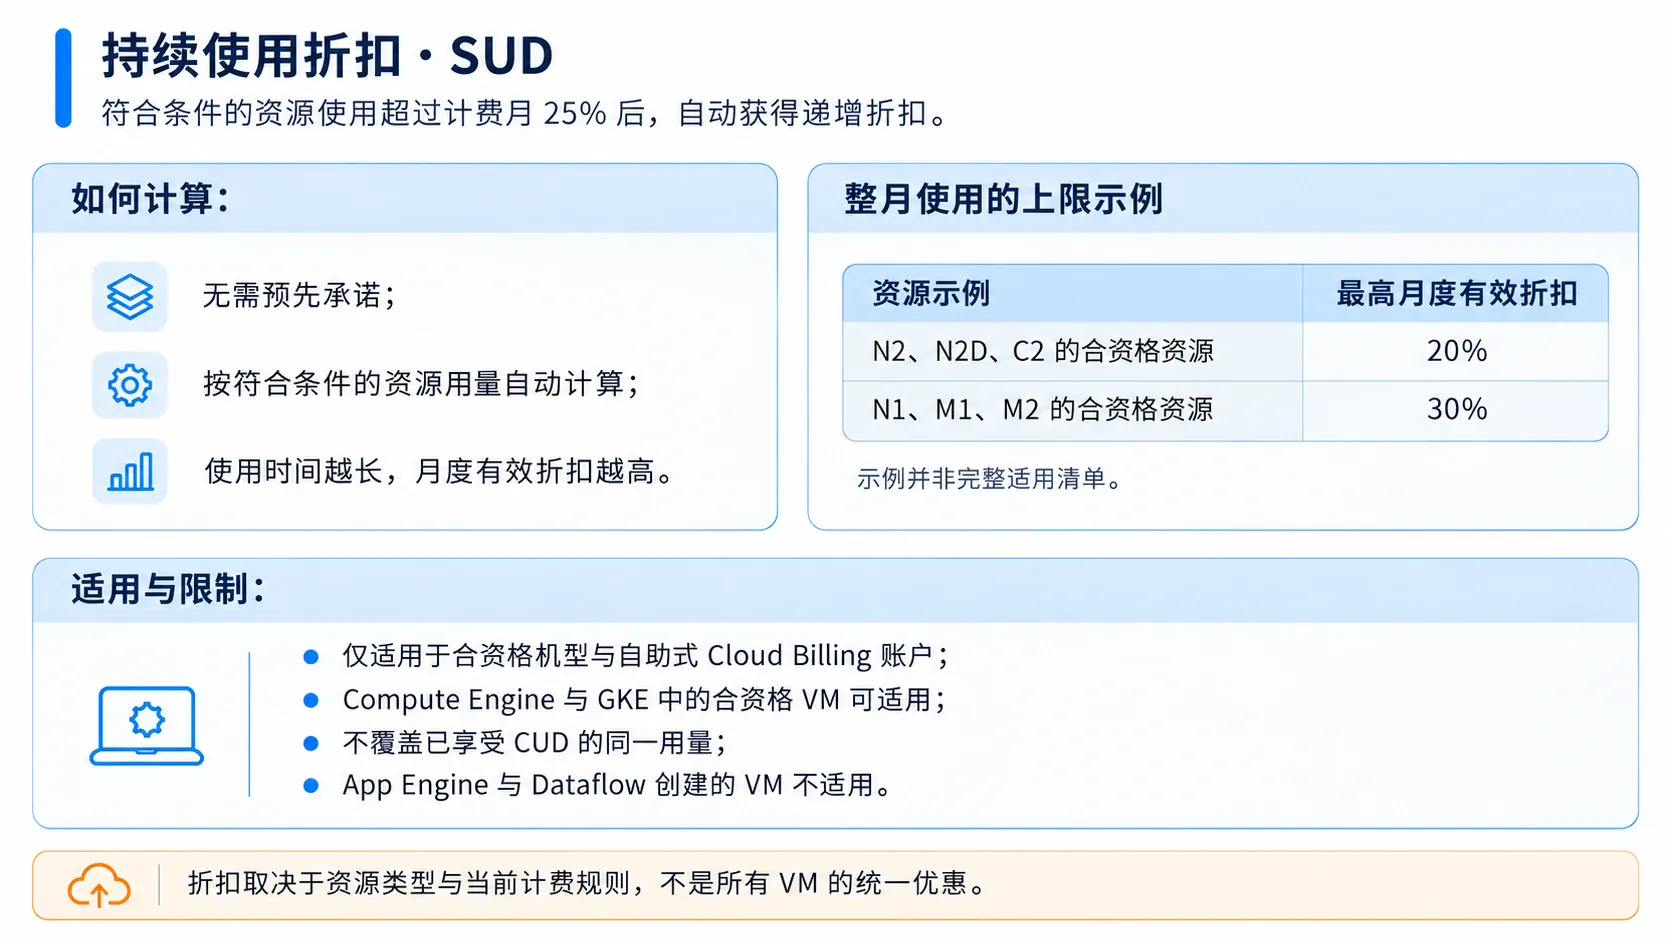 持续使用折扣·SUD
符合条件的资源使用超过计费月 25% 后，自动获得递增折扣。
如何计算：
无需预先承诺；
按符合条件的资源用量自动计算；
使用时间越长，月度有效折扣越高。
整月使用的上限示例
资源示例 最高月度有效折扣
N2、N2D、C2 的合资格资源 20%
N1、M1、M2 的合资格资源 30%
示例并非完整适用清单。
适用与限制：
仅适用于合资格机型与自助式 Cloud Billing 账户；
Compute Engine 与 GKE 中的合资格 VM 可适用；
不覆盖已享受 CUD 的同一用量；
App Engine 与 Dataflow 创建的 VM 不适用。
折扣取决于资源类型与当前计费规则，不是所有 VM 的统一优惠。